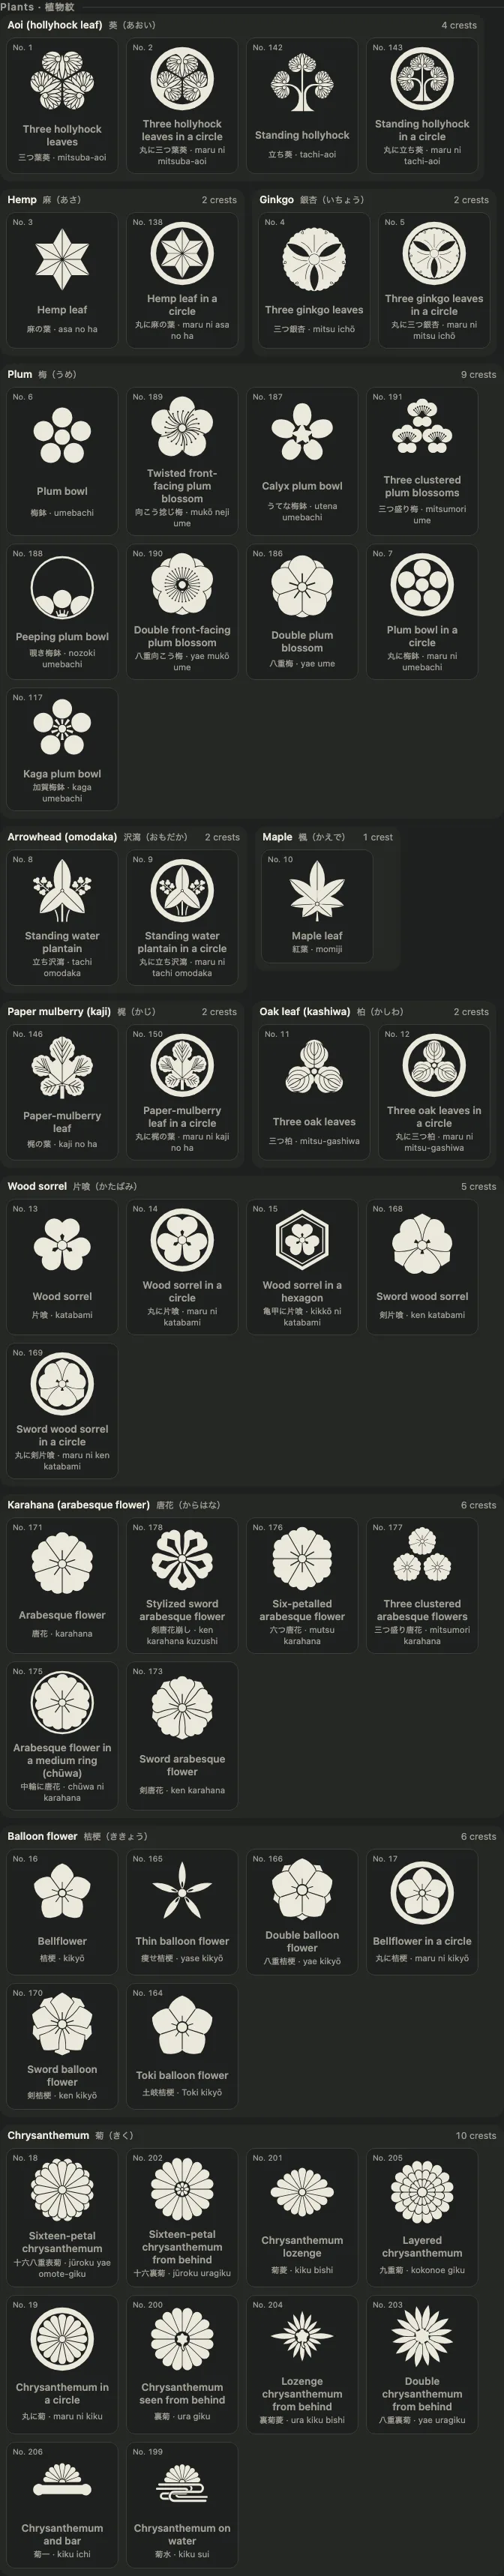 Plants · 植物紋
Aoi (hollyhock leaf) 葵（あおい） 4 crests
No. 1
Three hollyhock
leaves
三つ葉葵 · mitsuba-aoi
No. 2
Three hollyhock
leaves in a circle
丸に三つ葉葵 · maru ni
mitsuba-aoi
No. 142
Standing hollyhock
立ち葵 · tachi-aoi
No. 143
Standing hollyhock
in a circle
丸に立ち葵 · maru ni
tachi-aoi
Hemp 麻（あさ） 2 crests
No. 3
Hemp leaf
麻の葉 · asa no ha
No. 138
Hemp leaf in a
circle
丸に麻の葉 · maru ni asa
no ha
Ginkgo 銀杏（いちょう） 2 crests
No. 4
Three ginkgo leaves
三つ銀杏 · mitsu ichō
No. 5
Three ginkgo leaves
in a circle
丸に三つ銀杏 · maru ni
mitsu ichō
Plum 梅（うめ） 9 crests
No. 6
Plum bowl
梅鉢 · umebachi
No. 189
Twisted front-
facing plum
blossom
向こう捻じ梅 · mukō neji
ume
No. 187
Calyx plum bowl
うてな梅鉢 · utena
umebachi
No. 191
Three clustered
plum blossoms
三つ盛り梅 · mitsumori
ume
No. 188
Peeping plum bowl
覗き梅鉢 · nozoki
umebachi
No. 190
Double front-facing
plum blossom
八重向こう梅 · yae mukō
ume
No. 186
Double plum
blossom
八重梅 · yae ume
No. 7
Plum bowl in a
circle
丸に梅鉢 · maru ni
umebachi
No. 117
Kaga plum bowl
加賀梅鉢 · kaga
umebachi
Arrowhead (omodaka) 沢瀉（おもだか） 2 crests
No. 8
Standing water
plantain
立ち沢瀉 · tachi
omodaka
No. 9
Standing water
plantain in a circle
丸に立ち沢瀉 · maru ni
tachi omodaka
Maple 楓（かえで） 1 crest
No. 10
Maple leaf
紅葉 · momiji
Paper mulberry (kaji) 梶（かじ） 2 crests
No. 146
Paper-mulberry
leaf
梶の葉 · kaji no ha
No. 150
Paper-mulberry
leaf in a circle
丸に梶の葉 · maru ni kaji
no ha
Oak leaf (kashiwa) 柏（かしわ） 2 crests
No. 11
Three oak leaves
三つ柏 · mitsu-gashiwa
No. 12
Three oak leaves in
a circle
丸に三つ柏 · maru ni
mitsu-gashiwa
Wood sorrel 片喰（かたばみ） 5 crests
No. 13
Wood sorrel
片喰 · katabami
No. 14
Wood sorrel in a
circle
丸に片喰 · maru ni
katabami
No. 15
Wood sorrel in a
hexagon
亀甲に片喰 · kikkō ni
katabami
No. 168
Sword wood sorrel
剣片喰 · ken katabami
No. 169
Sword wood sorrel
in a circle
丸に剣片喰 · maru ni ken
katabami
Karahana (arabesque flower) 唐花（からはな） 6 crests
No. 171
Arabesque flower
唐花 · karahana
No. 178
Stylized sword
arabesque flower
剣唐花崩し · ken
karahana kuzushi
No. 176
Six-petalled
arabesque flower
六つ唐花 · mutsu
karahana
No. 177
Three clustered
arabesque flowers
三つ盛り唐花 · mitsumori
karahana
No. 175
Arabesque flower in
a medium ring
(chūwa)
中輪に唐花 · chūwa ni
karahana
No. 173
Sword arabesque
flower
剣唐花 · ken karahana
Balloon flower 桔梗（ききょう） 6 crests
No. 16
Bellflower
桔梗 · kikyō
No. 165
Thin balloon flower
痩せ桔梗 · yase kikyō
No. 166
Double balloon
flower
八重桔梗 · yae kikyō
No. 17
Bellflower in a circle
丸に桔梗 · maru ni kikyō
No. 170
Sword balloon
flower
剣桔梗 · ken kikyō
No. 164
Toki balloon flower
土岐桔梗 · Toki kikyō
Chrysanthemum 菊（きく） 10 crests
No. 18
Sixteen-petal
chrysanthemum
十六八重表菊 · jūroku yae
omote-giku
No. 202
Sixteen-petal
chrysanthemum
from behind
十六裏菊 · jūroku uragiku
No. 201
Chrysanthemum
lozenge
菊菱 · kiku bishi
No. 205
Layered
chrysanthemum
九重菊 · kokonoe giku
No. 19
Chrysanthemum in
a circle
丸に菊 · maru ni kiku
No. 200
Chrysanthemum
seen from behind
裏菊 · ura giku
No. 204
Lozenge
chrysanthemum
from behind
裏菊菱 · ura kiku bishi
No. 203
Double
chrysanthemum
from behind
八重裏菊 · yae uragiku
No. 206
Chrysanthemum
and bar
菊一 · kiku ichi
No. 199
Chrysanthemum on
water
菊水 · kiku sui